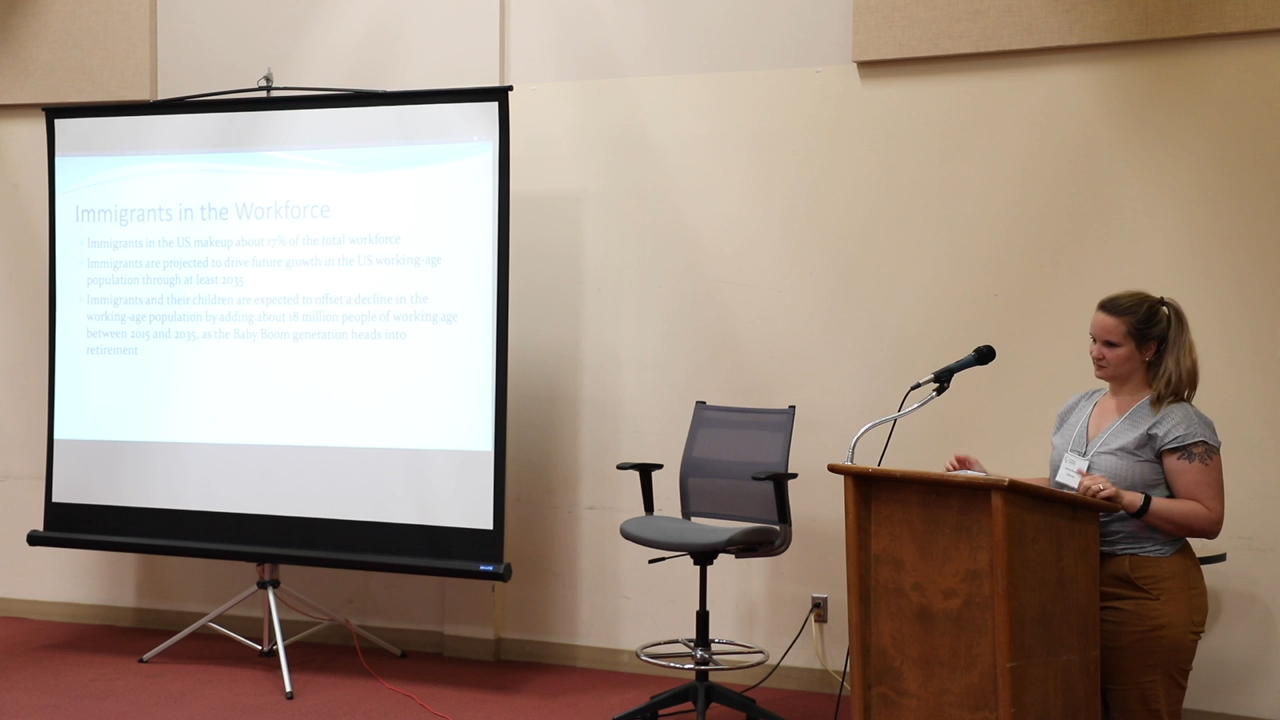 Immigrants in the Workforce
Immigrants in the US makeup about 17% of the total workforce
Immigrants are projected to drive future growth in the US working-age
population through at least 2035
Immigrants and their children are expected to offset a decline in the
working-age population by adding about 18 million people of working age
between 2015 and 2035, as the Baby Boom generation heads into
retirement